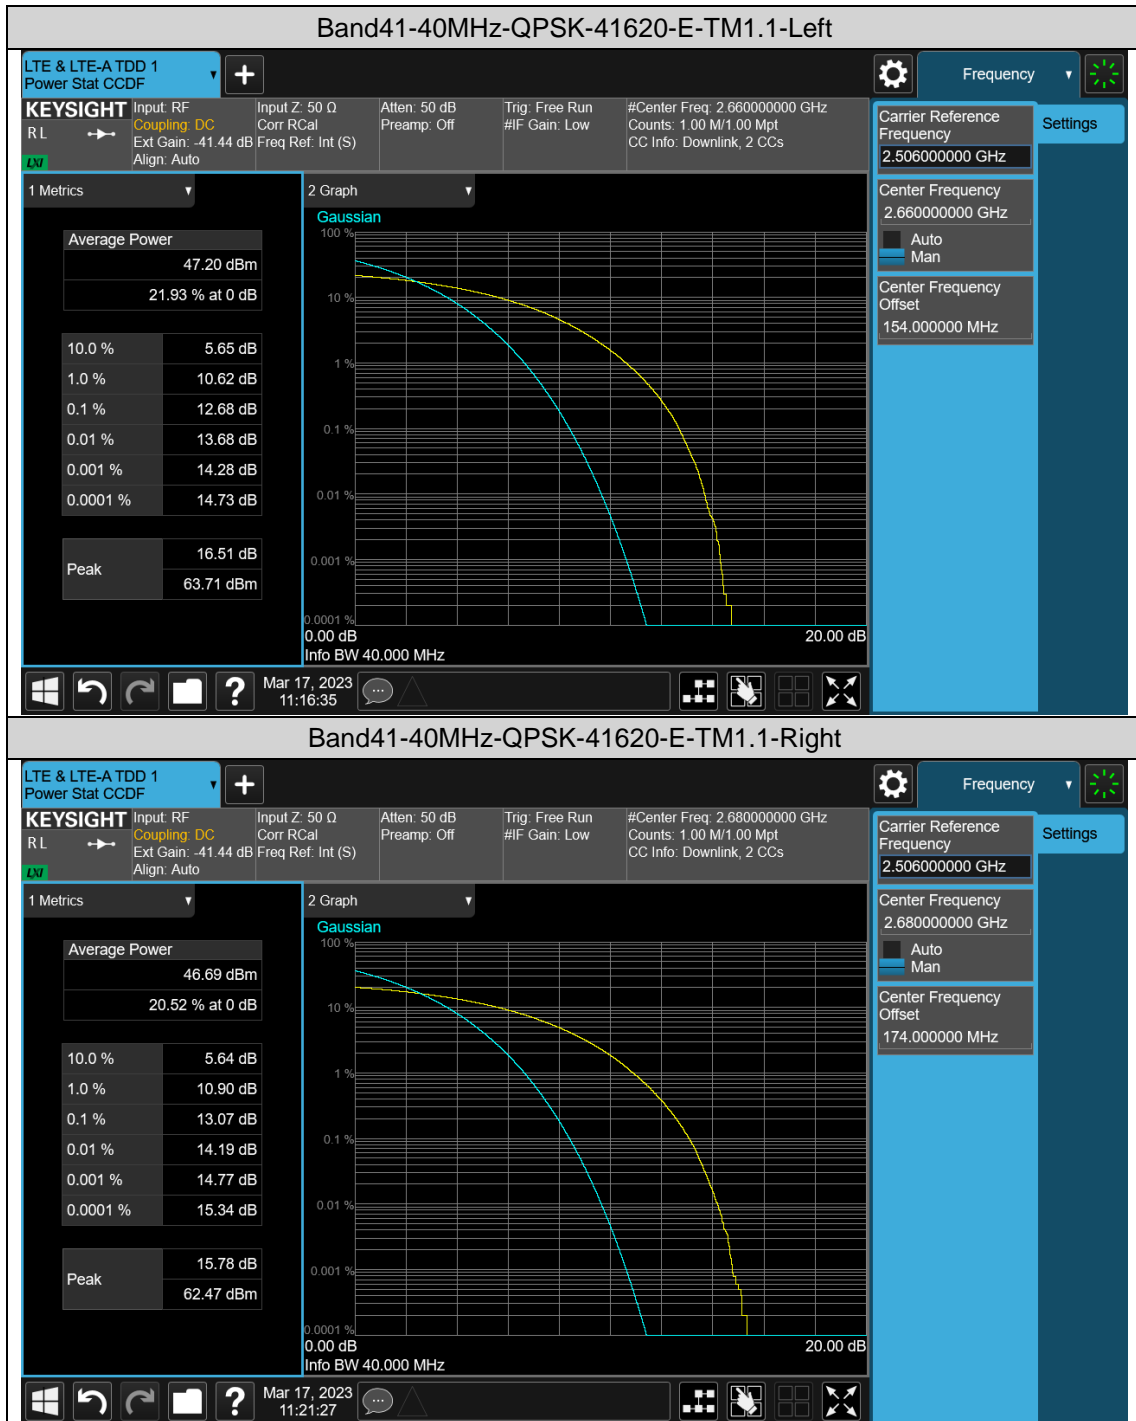 Band41-40MHz-QPSK-41620-E-TM1.1-Left
LTE & LTE-A TDD 1
Power Stat CCDF
Frequency
KEYSIGHT
R L
LXI
Input: RF
Coupling: DC
Ext Gain: -41.44 dB
Align: Auto
Input Z: 50 Ω
Corr RCal
Freq Ref: Int (S)
Atten: 50 dB
Preamp: Off
Trig: Free Run
#IF Gain: Low
#Center Freq: 2.660000000 GHz
Counts: 1.00 M/1.00 Mpt
CC Info: Downlink, 2 CCs
Carrier Reference
Frequency
2.506000000 GHz
Settings
Center Frequency
2.660000000 GHz
Auto
Man
Center Frequency
Offset
154.000000 MHz
1 Metrics
Average Power
47.20 dBm
21.93 % at 0 dB
10.0 % 5.65 dB
1.0 % 10.62 dB
0.1 % 12.68 dB
0.01 % 13.68 dB
0.001 % 14.28 dB
0.0001 % 14.73 dB
Peak
16.51 dB
63.71 dBm
2 Graph
Gaussian
100 %
10 %
1 %
0.1 %
0.01 %
0.001 %
0.0001 %
0.00 dB 20.00 dB
Info BW 40.000 MHz
?
Mar 17, 2023
11:16:35
Band41-40MHz-QPSK-41620-E-TM1.1-Right
LTE & LTE-A TDD 1
Power Stat CCDF
Frequency
KEYSIGHT
R L
LXI
Input: RF
Coupling: DC
Ext Gain: -41.44 dB
Align: Auto
Input Z: 50 Ω
Corr RCal
Freq Ref: Int (S)
Atten: 50 dB
Preamp: Off
Trig: Free Run
#IF Gain: Low
#Center Freq: 2.680000000 GHz
Counts: 1.00 M/1.00 Mpt
CC Info: Downlink, 2 CCs
Carrier Reference
Frequency
2.506000000 GHz
Settings
Center Frequency
2.680000000 GHz
Auto
Man
Center Frequency
Offset
174.000000 MHz
1 Metrics
Average Power
46.69 dBm
20.52 % at 0 dB
10.0 % 5.64 dB
1.0 % 10.90 dB
0.1 % 13.07 dB
0.01 % 14.19 dB
0.001 % 14.77 dB
0.0001 % 15.34 dB
Peak
15.78 dB
62.47 dBm
2 Graph
Gaussian
100 %
10 %
1 %
0.1 %
0.01 %
0.001 %
0.0001 %
0.00 dB 20.00 dB
Info BW 40.000 MHz
?
Mar 17, 2023
11:21:27